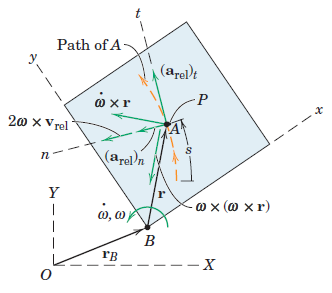 t
Path of A
y
(a_rel)_t
ω̇ × r
P
x
2ω × v_rel
A
n
(a_rel)_n
s
Y
r
ω × (ω × r)
ω̇, ω
B
r_B
X
O